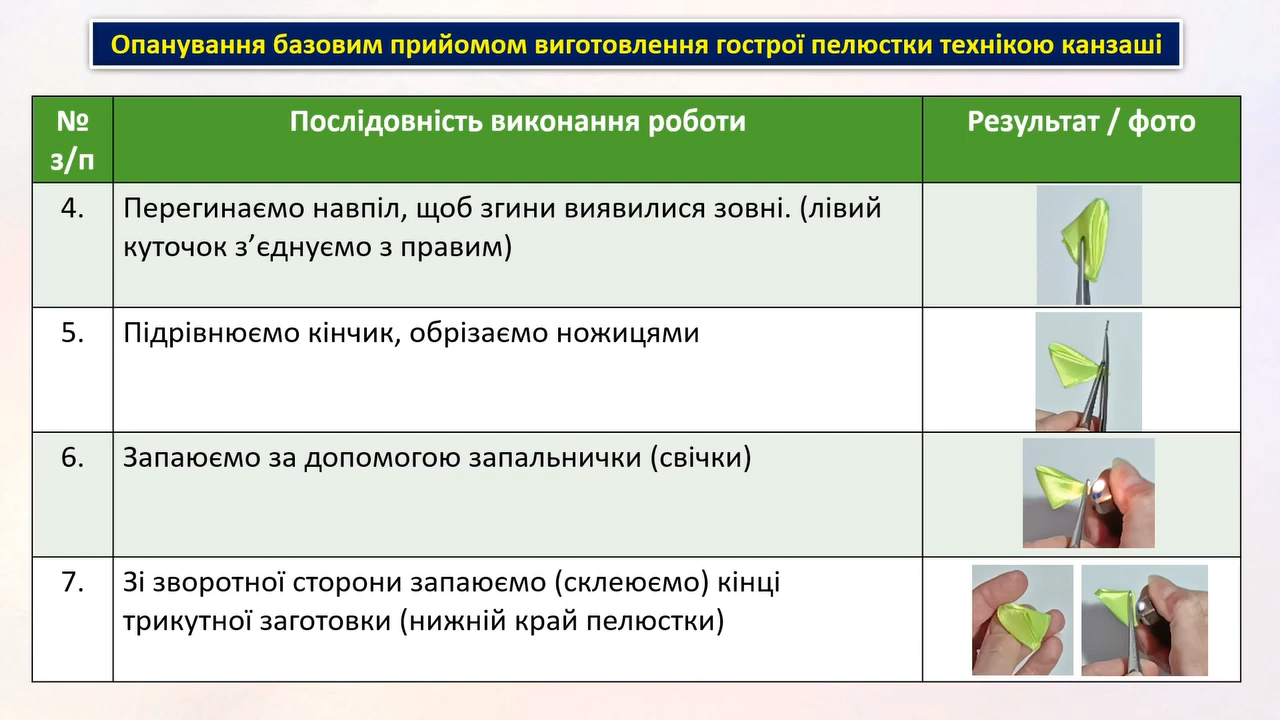 Опанування базовим прийомом виготовлення гострої пелюстки технікою канзаші
№
з/п
Послідовність виконання роботи
Результат / фото
4.
Перегинаємо навпіл, щоб згини виявилися зовні. (лівий
куточок з’єднуємо з правим)
5.
Підрівнюємо кінчик, обрізаємо ножицями
6.
Запаюємо за допомогою запальнички (свічки)
7.
Зі зворотної сторони запаюємо (склеюємо) кінці
трикутної заготовки (нижній край пелюстки)